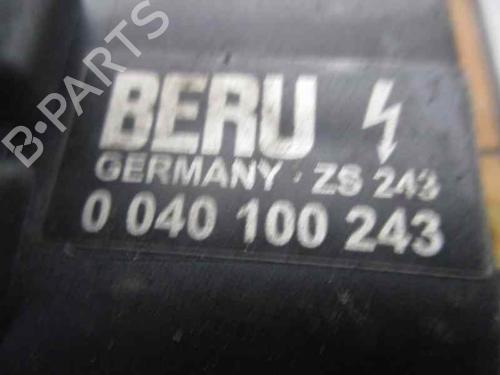 BERU
GERMANY · ZS 243
0 040 100 243
B-PARTS